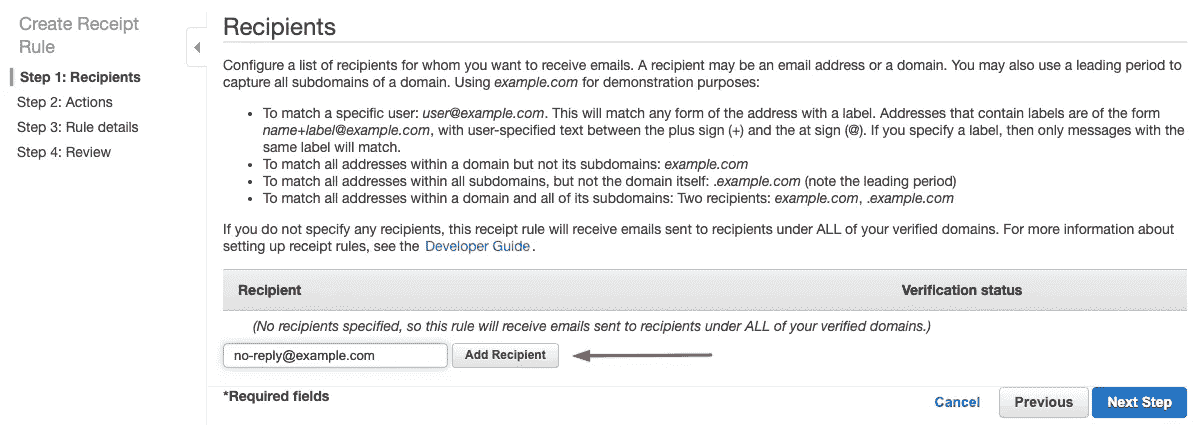 Create Receipt
Rule
Step 1: Recipients
Step 2: Actions
Step 3: Rule details
Step 4: Review
Recipients
Configure a list of recipients for whom you want to receive emails. A recipient may be an email address or a domain. You may also use a leading period to
capture all subdomains of a domain. Using example.com for demonstration purposes:
• To match a specific user: user@example.com. This will match any form of the address with a label. Addresses that contain labels are of the form
name+label@example.com, with user-specified text between the plus sign (+) and the at sign (@). If you specify a label, then only messages with the
same label will match.
• To match all addresses within a domain but not its subdomains: example.com
• To match all addresses within all subdomains, but not the domain itself: .example.com (note the leading period)
• To match all addresses within a domain and all of its subdomains: Two recipients: example.com, .example.com
If you do not specify any recipients, this receipt rule will receive emails sent to recipients under ALL of your verified domains. For more information about
setting up receipt rules, see the Developer Guide.
Recipient Verification status
(No recipients specified, so this rule will receive emails sent to recipients under ALL of your verified domains.)
no-reply@example.com Add Recipient
*Required fields
Cancel Previous Next Step